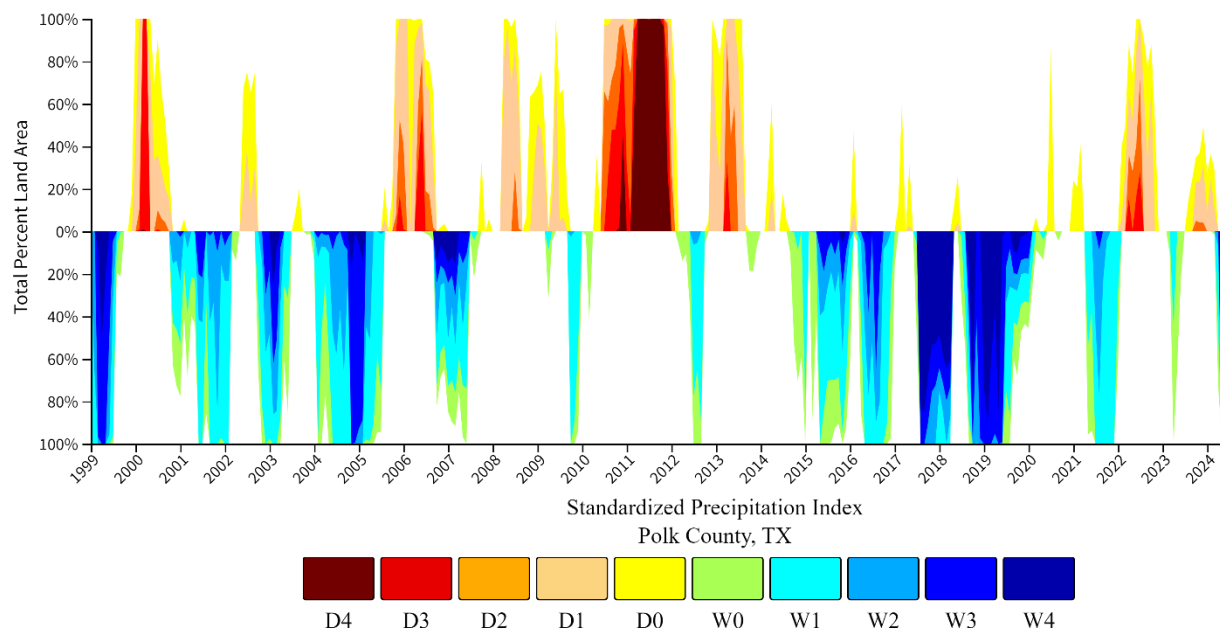 100%
80%
60%
40%
20%
0%
20%
40%
60%
80%
100%
Total Percent Land Area
1999 2000 2001 2002 2003 2004 2005 2006 2007 2008 2009 2010 2011 2012 2013 2014 2015 2016 2017 2018 2019 2020 2021 2022 2023 2024
Standardized Precipitation Index
Polk County, TX
D4 D3 D2 D1 D0 W0 W1 W2 W3 W4